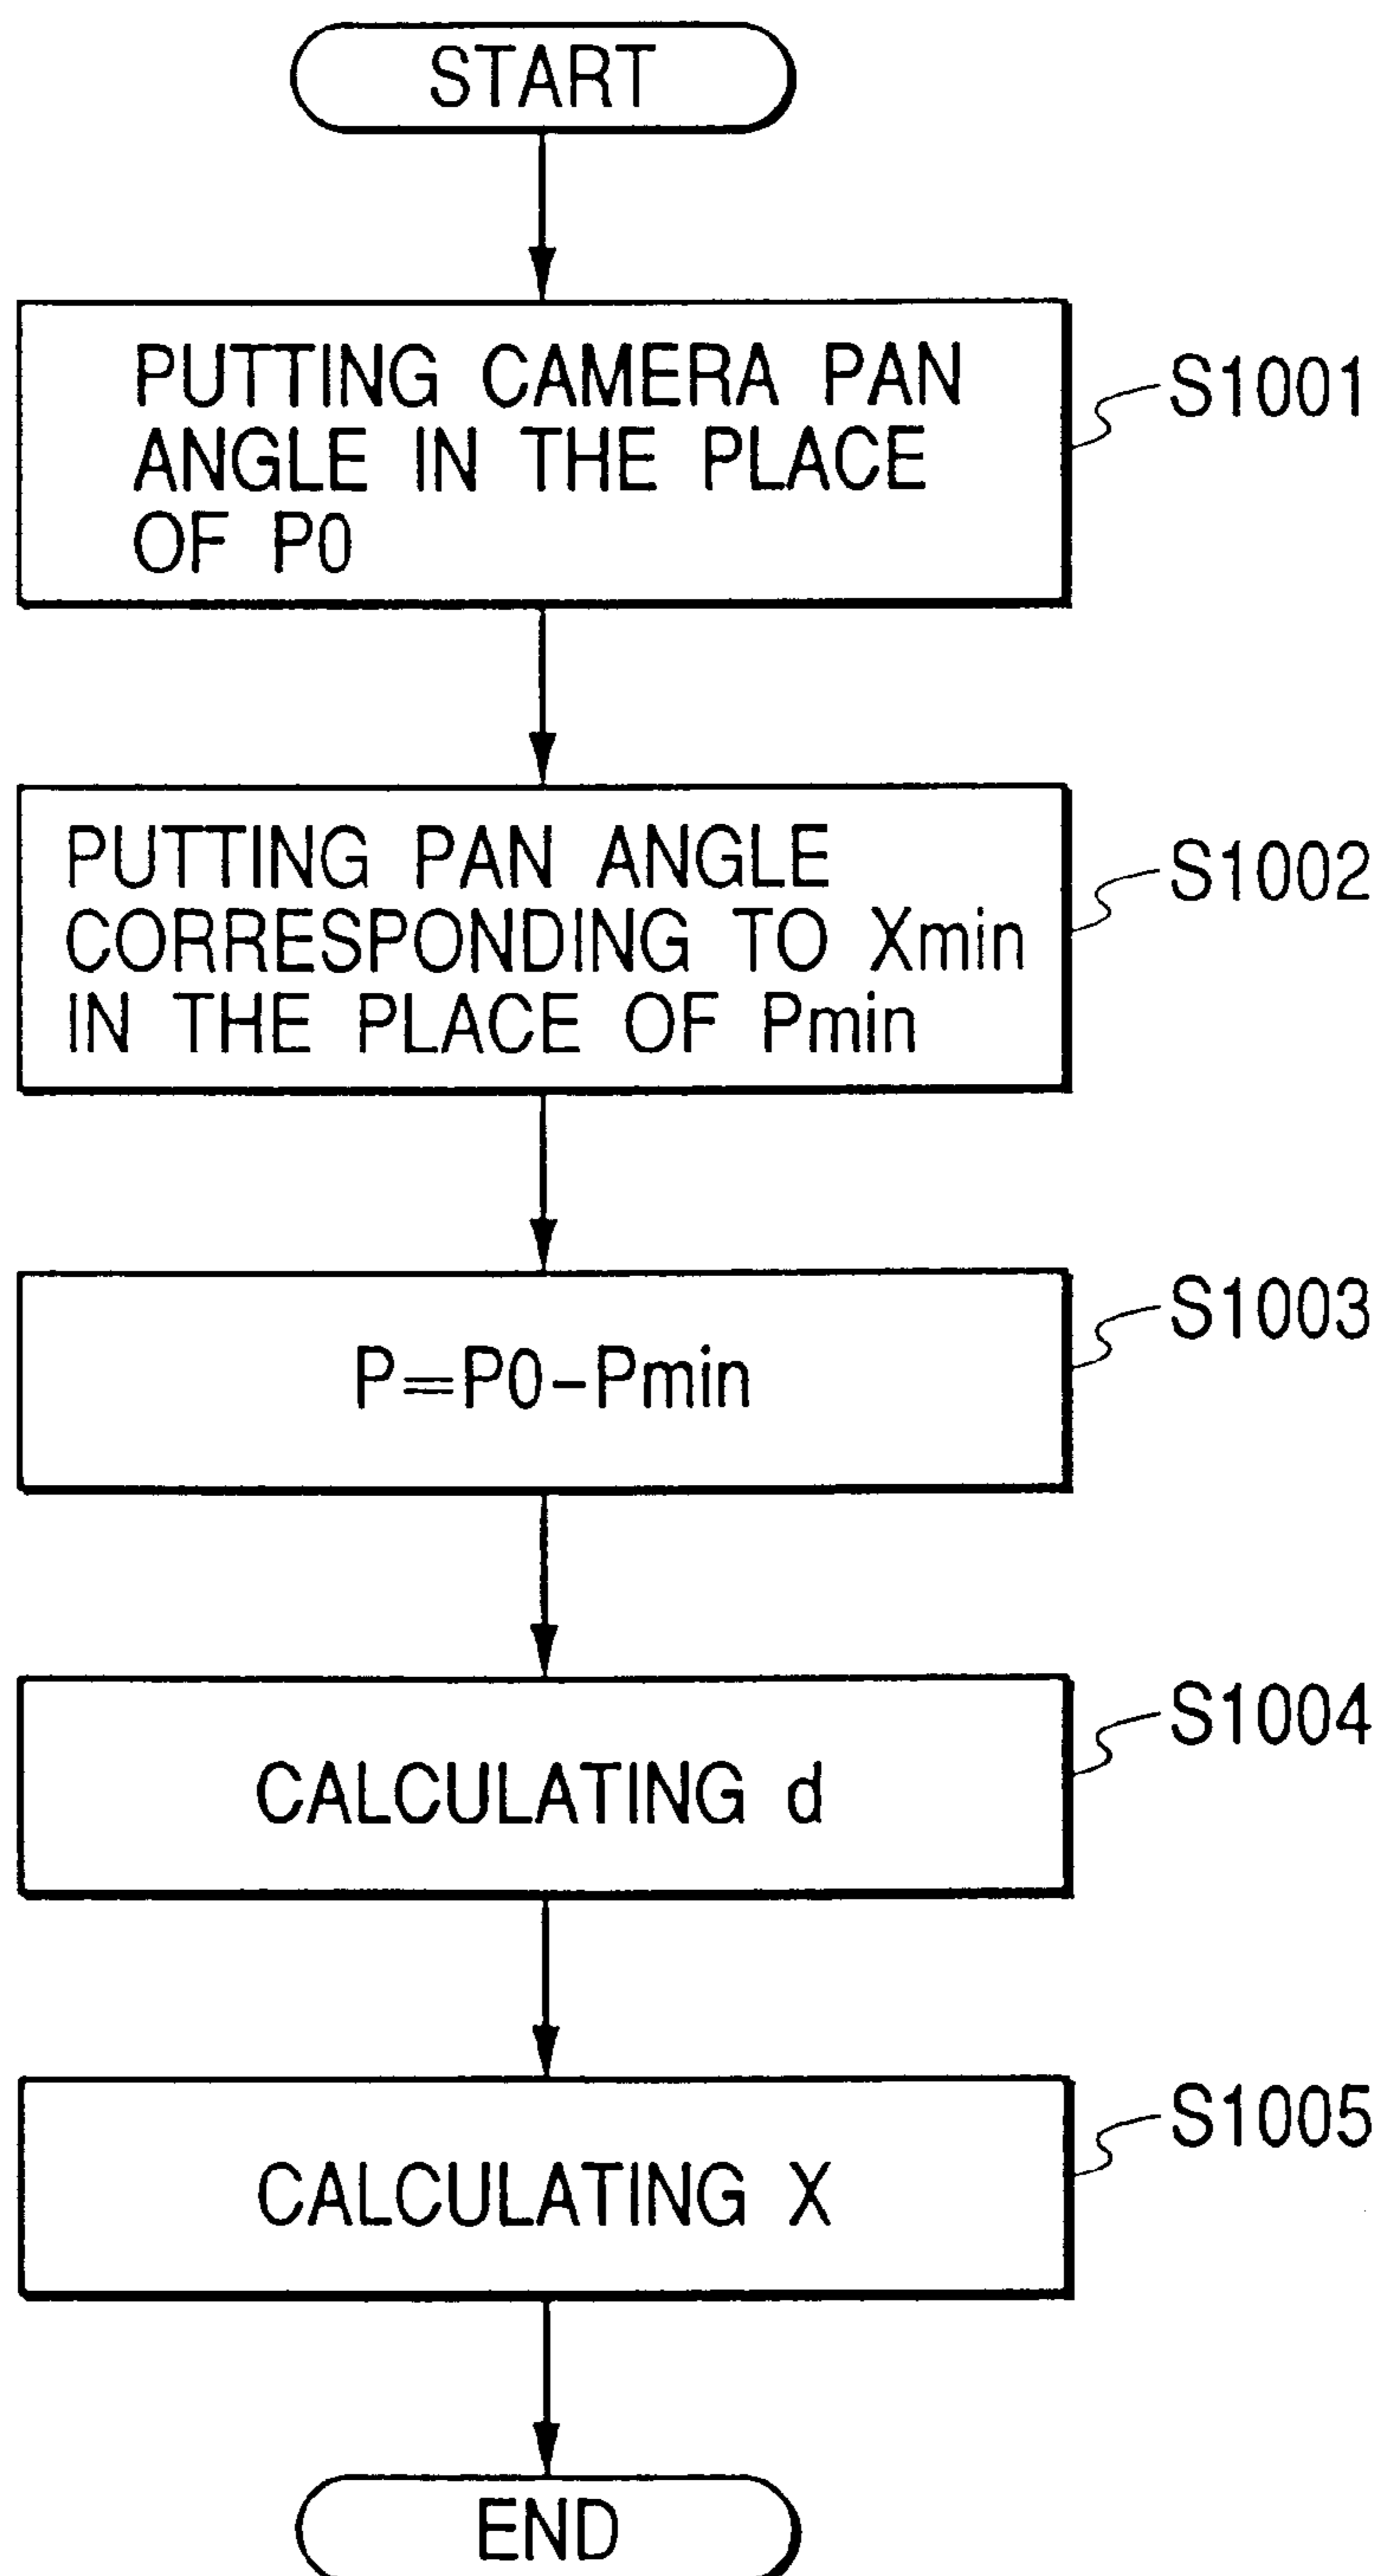 START
PUTTING CAMERA PAN
ANGLE IN THE PLACE
OF P0
S1001
PUTTING PAN ANGLE
CORRESPONDING TO Xmin
IN THE PLACE OF Pmin
S1002
P=P0-Pmin
S1003
CALCULATING d
S1004
CALCULATING X
S1005
END